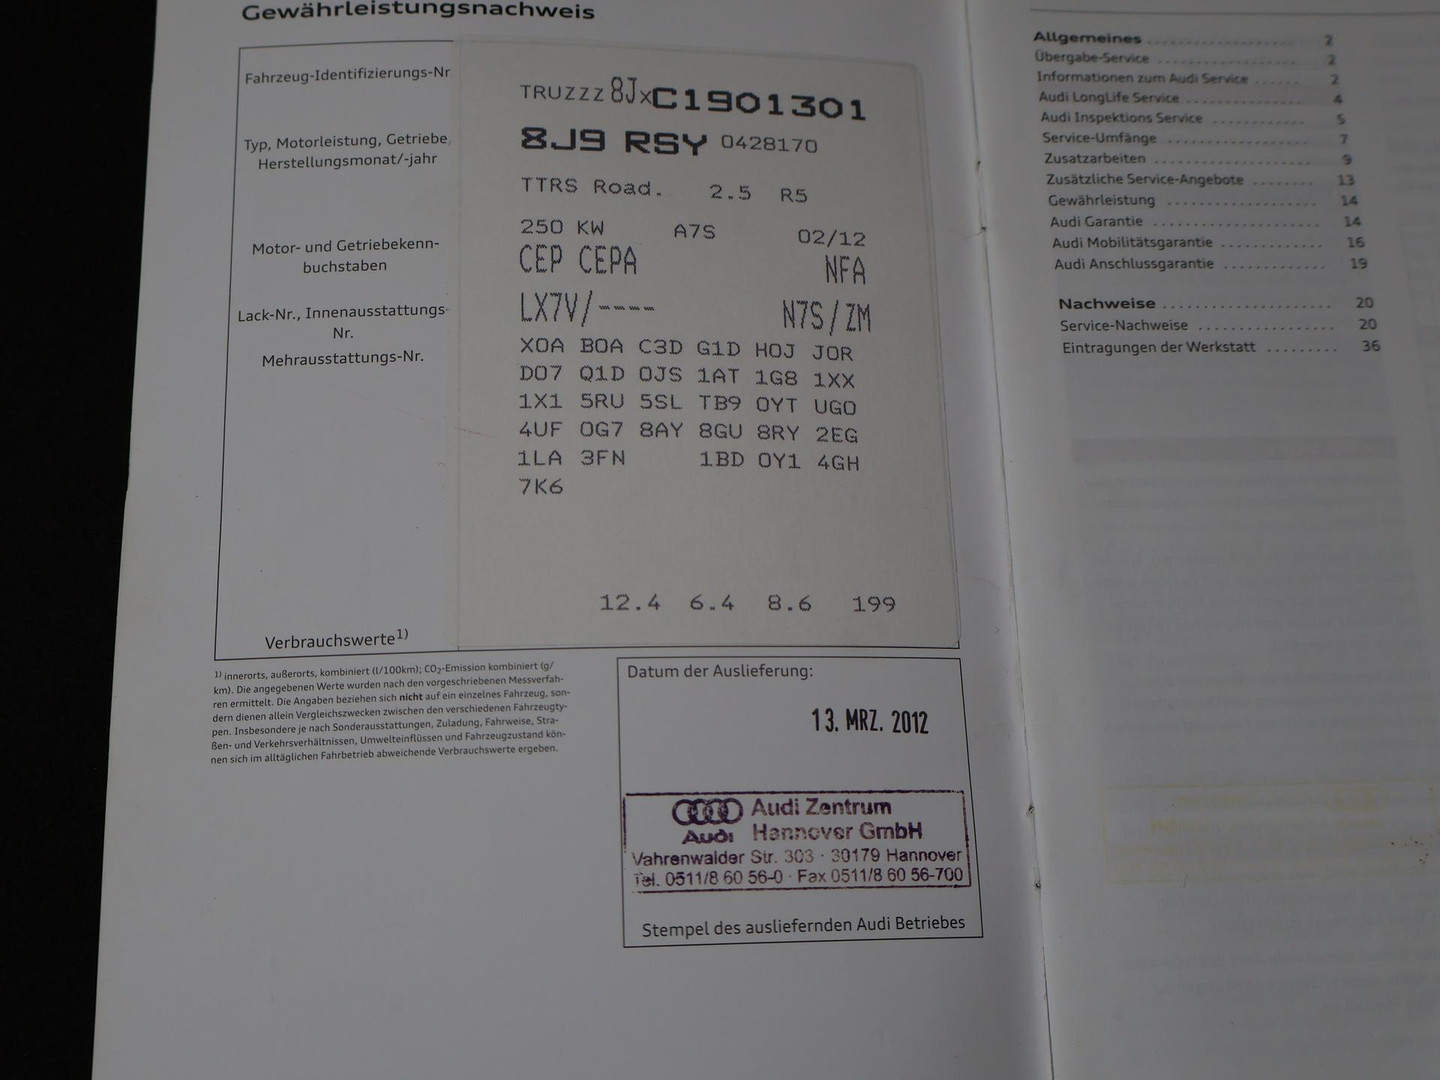 Gewährleistungsnachweis
Fahrzeug-Identifizierungs-Nr
TRUZZZ 8JxC1901301
8J9 RSY 0428170
Typ, Motorleistung, Getriebe,
Herstellungsmonat/-jahr
TTRS Road. 2.5 R5
250 KW A7S 02/12
Motor- und Getriebekenn-
buchstaben
CEP CEPA NFA
Lack-Nr., Innenausstattungs-
Nr.
LX7V/---- N7S/ZM
Mehrausstattungs-Nr.
X0A B0A C3D G1D H0J J0R
D07 Q1D 0JS 1AT 1G8 1XX
1X1 5RU 5SL TB9 0YT UG0
4UF 0G7 8AY 8GU 8RY 2EG
1LA 3FN 1BD 0Y1 4GH
7K6
Verbrauchswerte1)
12.4 6.4 8.6 199
1) innerorts, außerorts, kombiniert (l/100km); CO2-Emission kombiniert (g/
km). Die angegebenen Werte wurden nach den vorgeschriebenen Messverfah-
ren ermittelt. Die Angaben beziehen sich nicht auf ein einzelnes Fahrzeug, son-
dern dienen allein Vergleichszwecken zwischen den verschiedenen Fahrzeugty-
pen. Insbesondere je nach Sonderausstattungen, Zuladung, Fahrweise, Stra-
ßen- und Verkehrsverhältnissen, Umwelteinflüssen und Fahrzeugzustand kön-
nen sich im alltäglichen Fahrbetrieb abweichende Verbrauchswerte ergeben.
Datum der Auslieferung:
13. MRZ. 2012
Audi Zentrum
Audi Hannover GmbH
Vahrenwalder Str. 303 · 30179 Hannover
Tel. 0511/8 60 56-0 · Fax 0511/8 60 56-700
Stempel des ausliefernden Audi Betriebes
Allgemeines .................... 2
Übergabe-Service .................... 2
Informationen zum Audi Service ...... 2
Audi LongLife Service ................ 4
Audi Inspektions Service ............ 5
Service-Umfänge .................... 7
Zusatzarbeiten .................... 9
Zusätzliche Service-Angebote ........ 13
Gewährleistung .................... 14
Audi Garantie .................... 14
Audi Mobilitätsgarantie ............. 16
Audi Anschlussgarantie ............. 19
Nachweise .................... 20
Service-Nachweise .................. 20
Eintragungen der Werkstatt ......... 36